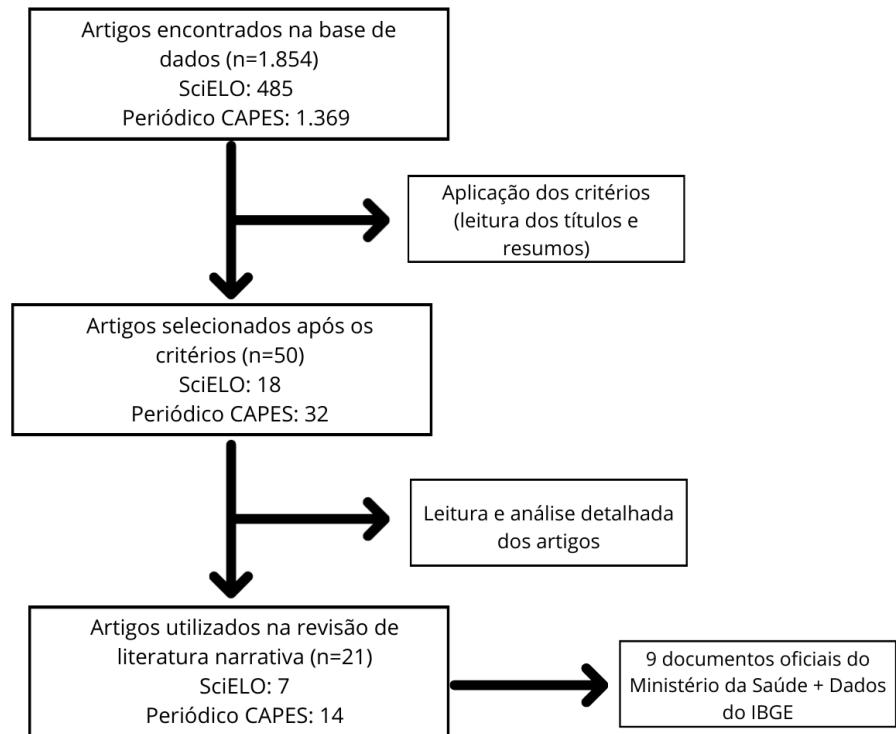 Artigos encontrados na base de
dados (n=1.854)
SciELO: 485
Periódico CAPES: 1.369
Aplicação dos critérios
(leitura dos títulos e
resumos)
Artigos selecionados após os
critérios (n=50)
SciELO: 18
Periódico CAPES: 32
Leitura e análise detalhada
dos artigos
Artigos utilizados na revisão de
literatura narrativa (n=21)
SciELO: 7
Periódico CAPES: 14
9 documentos oficiais do
Ministério da Saúde + Dados
do IBGE